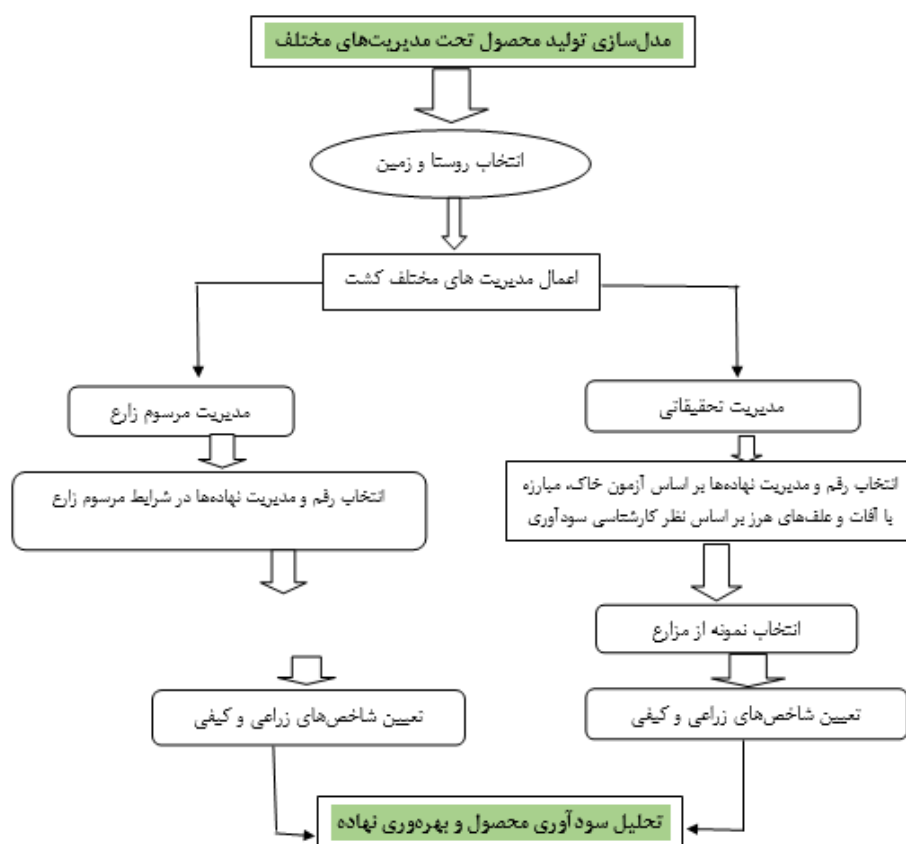 مدل‌سازی تولید محصول تحت مدیریت‌های مختلف
انتخاب روستا و زمین
اعمال مدیریت های مختلف کشت
مدیریت تحقیقاتی
مدیریت مرسوم زارع
انتخاب رقم و مدیریت نهاده‌ها بر اساس آزمون خاک، مبارزه
با آفات و علف‌های هرز بر اساس نظر کارشناسی سودآوری
انتخاب رقم و مدیریت نهاده‌ها در شرایط مرسوم زارع
انتخاب نمونه از مزارع
تعیین شاخص‌های زراعی و کیفی
تعیین شاخص‌های زراعی و کیفی
تحلیل سودآوری محصول و بهره‌وری نهاده